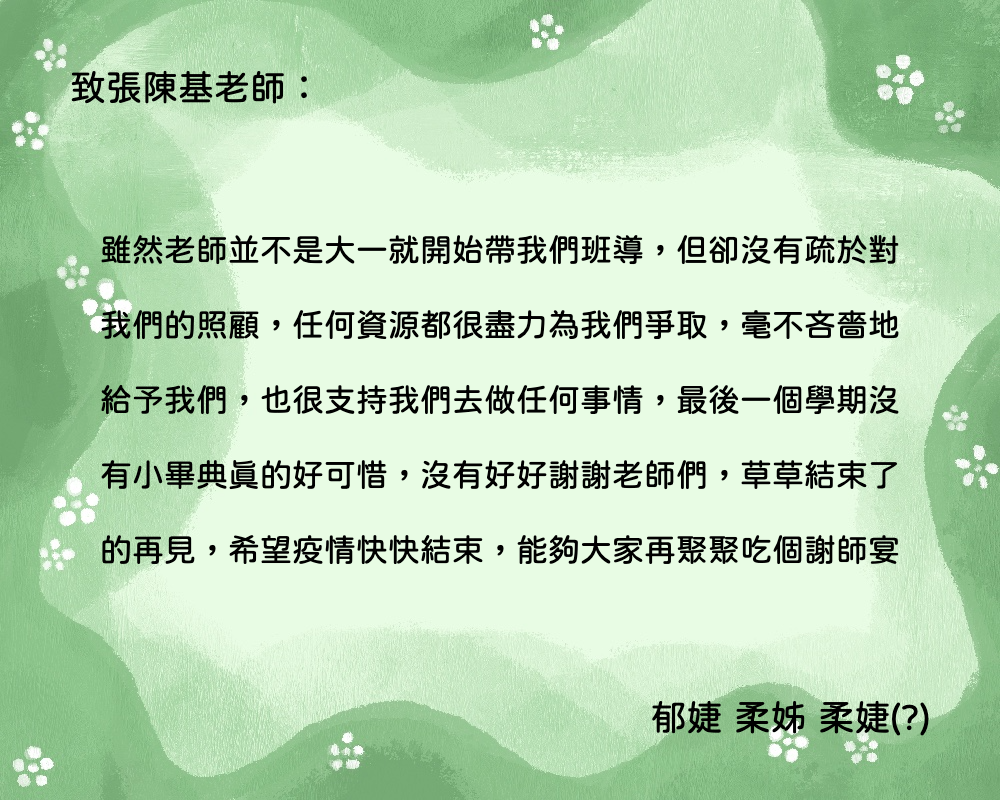 致張陳基老師：
雖然老師並不是大一就開始帶我們班導，但卻沒有疏於對
我們的照顧，任何資源都很盡力為我們爭取，毫不吝嗇地
給予我們，也很支持我們去做任何事情，最後一個學期沒
有小畢典真的好可惜，沒有好好謝謝老師們，草草結束了
的再見，希望疫情快快結束，能夠大家再聚聚吃個謝師宴
郁婕 柔姊 柔婕(?)